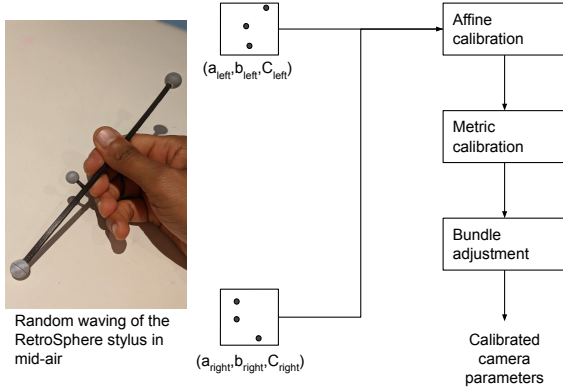 (a_left,b_left,C_left)
Affine
calibration
Metric
calibration
Bundle
adjustment
Random waving of the
RetroSphere stylus in
mid-air
(a_right,b_right,C_right)
Calibrated
camera
parameters